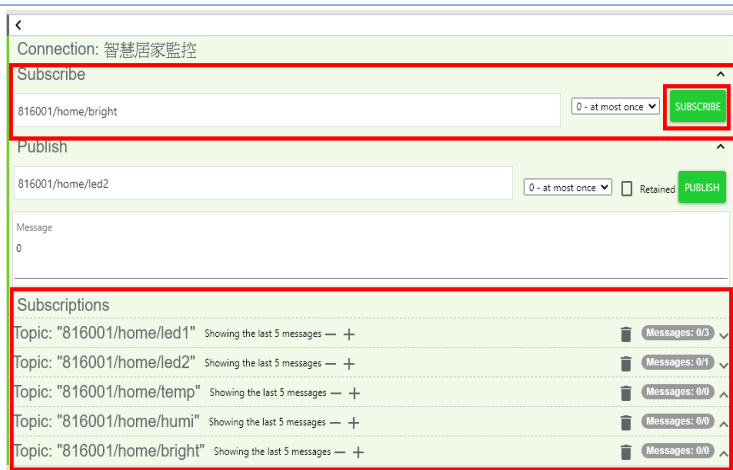 Connection: 智慧居家監控
Subscribe
816001/home/bright 0 - at most once SUBSCRIBE
Publish
816001/home/led2 0 - at most once Retained PUBLISH
Message
0
Subscriptions
Topic: "816001/home/led1" Showing the last 5 messages — + Messages: 0/3
Topic: "816001/home/led2" Showing the last 5 messages — + Messages: 0/1
Topic: "816001/home/temp" Showing the last 5 messages — + Messages: 0/0
Topic: "816001/home/humi" Showing the last 5 messages — + Messages: 0/0
Topic: "816001/home/bright" Showing the last 5 messages — + Messages: 0/0